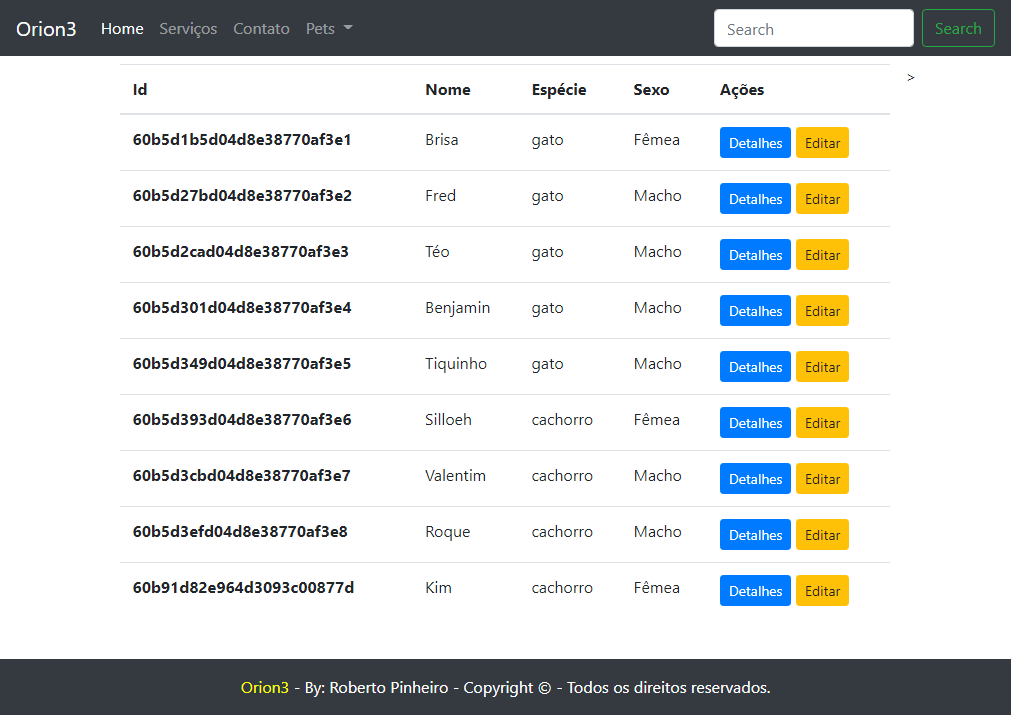 Orion3 Home Serviços Contato Pets Search Search
>
Id Nome Espécie Sexo Ações
60b5d1b5d04d8e38770af3e1 Brisa gato Fêmea Detalhes Editar
60b5d27bd04d8e38770af3e2 Fred gato Macho Detalhes Editar
60b5d2cad04d8e38770af3e3 Téo gato Macho Detalhes Editar
60b5d301d04d8e38770af3e4 Benjamin gato Macho Detalhes Editar
60b5d349d04d8e38770af3e5 Tiquinho gato Macho Detalhes Editar
60b5d393d04d8e38770af3e6 Silloeh cachorro Fêmea Detalhes Editar
60b5d3cbd04d8e38770af3e7 Valentim cachorro Macho Detalhes Editar
60b5d3efd04d8e38770af3e8 Roque cachorro Macho Detalhes Editar
60b91d82e964d3093c00877d Kim cachorro Fêmea Detalhes Editar
Orion3 - By: Roberto Pinheiro - Copyright © - Todos os direitos reservados.